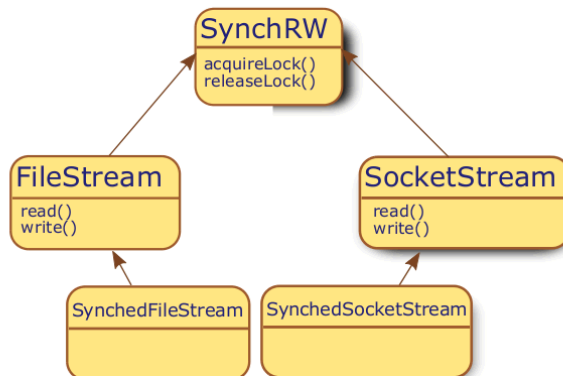 SynchRW
acquireLock()
releaseLock()
FileStream
read()
write()
SocketStream
read()
write()
SynchedFileStream
SynchedSocketStream